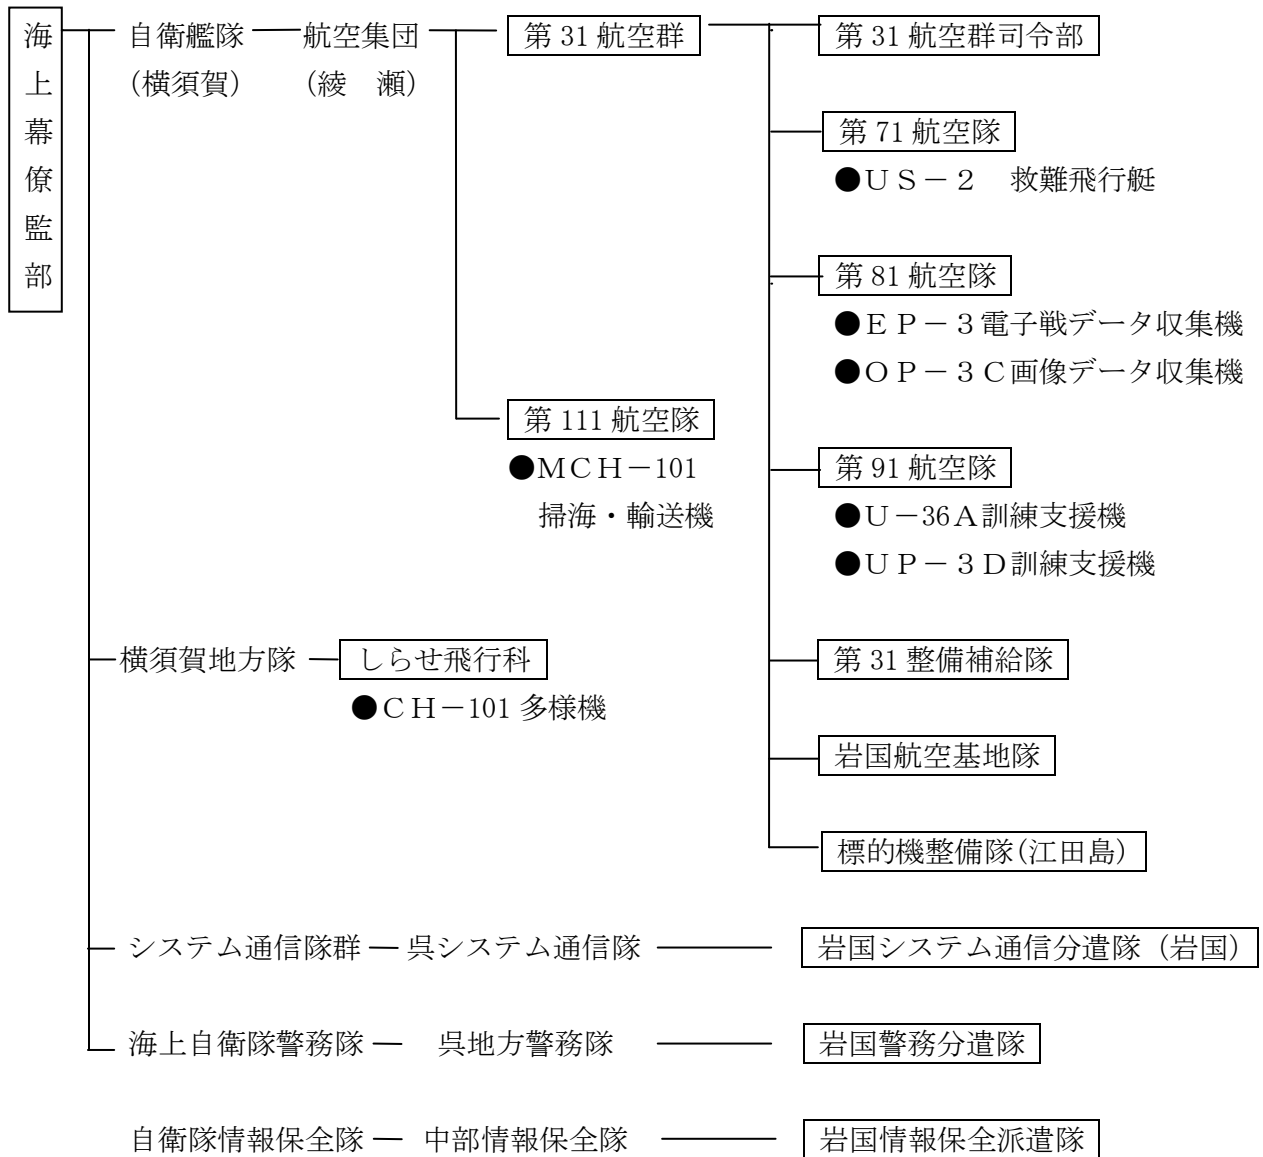 海上幕僚監部
自衛艦隊 航空集団 第31航空群 第31航空群司令部
（横須賀） （綾　瀬）
第71航空隊
●ＵＳ－２　救難飛行艇
第81航空隊
●ＥＰ－３電子戦データ収集機
●ＯＰ－３Ｃ画像データ収集機
第111航空隊
●ＭＣＨ－101
掃海・輸送機
第91航空隊
●Ｕ－36Ａ訓練支援機
●ＵＰ－３Ｄ訓練支援機
横須賀地方隊 しらせ飛行科 第31整備補給隊
●ＣＨ－101多様機
岩国航空基地隊
標的機整備隊（江田島）
システム通信隊群 呉システム通信隊 岩国システム通信分遣隊（岩国）
海上自衛隊警務隊 呉地方警務隊 岩国警務分遣隊
自衛隊情報保全隊 中部情報保全隊 岩国情報保全派遣隊